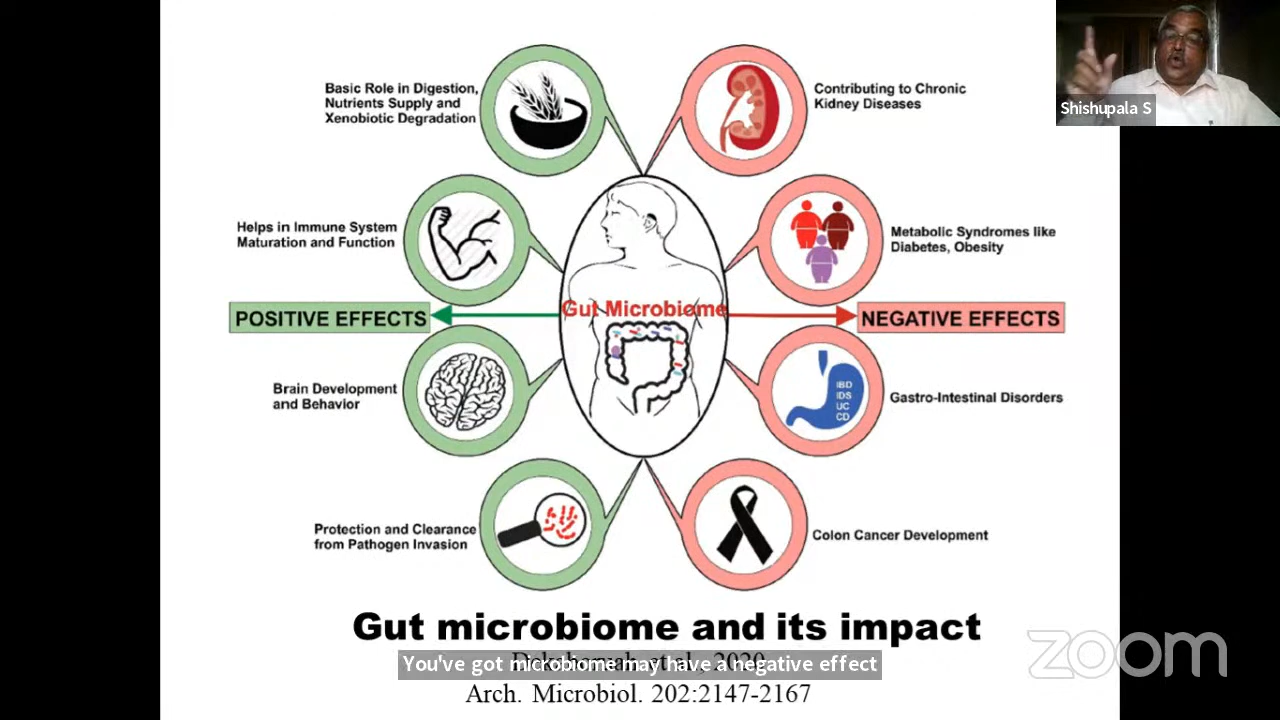 Basic Role in Digestion,
Nutrients Supply and
Xenobiotic Degradation
Contributing to Chronic
Kidney Diseases
Shishupala S
Helps in Immune System
Maturation and Function
Metabolic Syndromes like
Diabetes, Obesity
Gut Microbiome
POSITIVE EFFECTS
NEGATIVE EFFECTS
Brain Development
and Behavior
IBD
IDS
UC
CD
Gastro-Intestinal Disorders
Protection and Clearance
from Pathogen Invasion
Colon Cancer Development
Gut microbiome and its impact
zoom
You've got microbiome may have a negative effect
Arch. Microbiol. 202:2147-2167